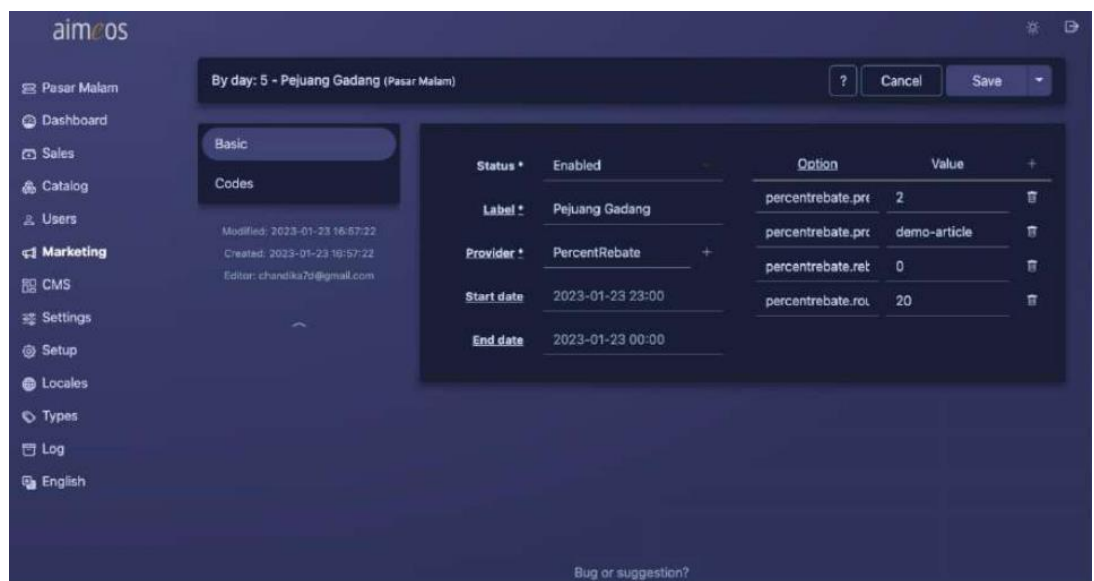 aimeos
By day: 5 - Pejuang Gadang (Pasar Malam)
?
Cancel
Save
Pasar Malam
Dashboard
Sales
Catalog
Users
Marketing
CMS
Settings
Setup
Locales
Types
Log
English
Basic
Codes
Modified: 2023-01-23 16:57:22
Created: 2023-01-23 16:57:22
Editor: chandika7d@gmail.com
Status * Enabled
Label * Pejuang Gadang
Provider * PercentRebate +
Start date 2023-01-23 23:00
End date 2023-01-23 00:00
Option Value +
percentrebate.pre 2
percentrebate.pro demo-article
percentrebate.reb 0
percentrebate.rou 20
Bug or suggestion?